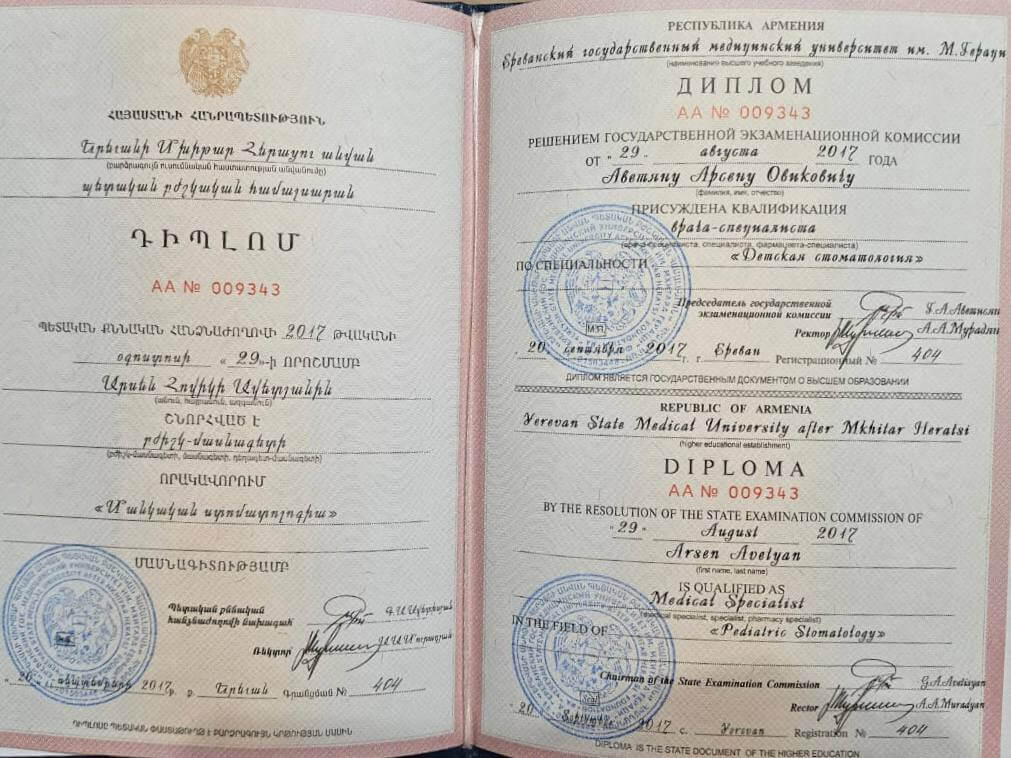 ՀԱՅԱՍՏԱՆԻ ՀԱՆՐԱՊԵՏՈՒԹՅՈՒՆ
Երևանի Մխիթար Հերացու անվան
(բարձրագույն ուսումնական հաստատության անվանումը)
պետական բժշկական համալսարան
ԴԻՊԼՈՄ
АА № 009343
ՊԵՏԱԿԱՆ ՔՆՆԱԿԱՆ ՀԱՆՁՆԱԺՈՂՈՎԻ 2017 ԹՎԱԿԱՆԻ
օգոստոսի «29»-Ի ՈՐՈՇՄԱՄԲ
Արսեն Հովիկի Ավետյանին
(անուն, հայրանուն, ազգանուն)
ՇՆՈՐՀՎԱԾ Է
բժիշկ-մասնագետի
(բժիշկ-մասնագետի, մասնագետի, դեղագետ-մասնագետի)
ՈՐԱԿԱՎՈՐՈՒՄ
«Մանկական ստոմատոլոգիա»
ՄԱՍՆԱԳԻՏՈՒԹՅԱՄԲ
Պետական քննական
հանձնաժողովի նախագահ Գ.Ա.Ավետիսյան
Ռեկտոր Ա.Ա.Մուրադյան
"20" սեպտեմբերի 2017թ. ք. Երևան Գրանցման № 404
ԴԻՊԼՈՄԸ ՊԵՏԱԿԱՆ ՓԱՍՏԱԹՈՒՂԹ Է ԲԱՐՁՐԱԳՈՒՅՆ ԿՐԹՈՒԹՅԱՆ ՄԱՍԻՆ
РЕСПУБЛИКА АРМЕНИЯ
Ереванский государственный медицинский университет им. М.Гераци
(наименование высшего учебного заведения)
ДИПЛОМ
АА № 009343
РЕШЕНИЕМ ГОСУДАРСТВЕННОЙ ЭКЗАМЕНАЦИОННОЙ КОМИССИИ
ОТ "29" августа 2017 ГОДА
Аветяну Арсену Овиковичу
(фамилия, имя, отчество)
ПРИСУЖДЕНА КВАЛИФИКАЦИЯ
врача-специалиста
(врача-специалиста, специалиста, фармацевта-специалиста)
ПО СПЕЦИАЛЬНОСТИ «Детская стоматология»
Председатель государственной
экзаменационной комиссии Г.А.Аветисян
Ректор А.А.Мурадян
"20" сентября 2017 г. г. Ереван Регистрационный № 404
ДИПЛОМ ЯВЛЯЕТСЯ ГОСУДАРСТВЕННЫМ ДОКУМЕНТОМ О ВЫСШЕМ ОБРАЗОВАНИИ
REPUBLIC OF ARMENIA
Yerevan State Medical University after Mkhitar Heratsi
(higher educational establishment)
DIPLOMA
АА № 009343
BY THE RESOLUTION OF THE STATE EXAMINATION COMMISSION OF
"29" August 2017
Arsen Avetyan
(first name, last name)
IS QUALIFIED AS
Medical Specialist
(medical specialist, specialist, pharmacy specialist)
IN THE FIELD OF «Pediatric Stomatology»
Chairman of the State Examination Commission G.A.Avetisyan
Rector A.A.Muradyan
"20" 2017 c. Yerevan Registration № 404
DIPLOMA IS THE STATE DOCUMENT OF THE HIGHER EDUCATION